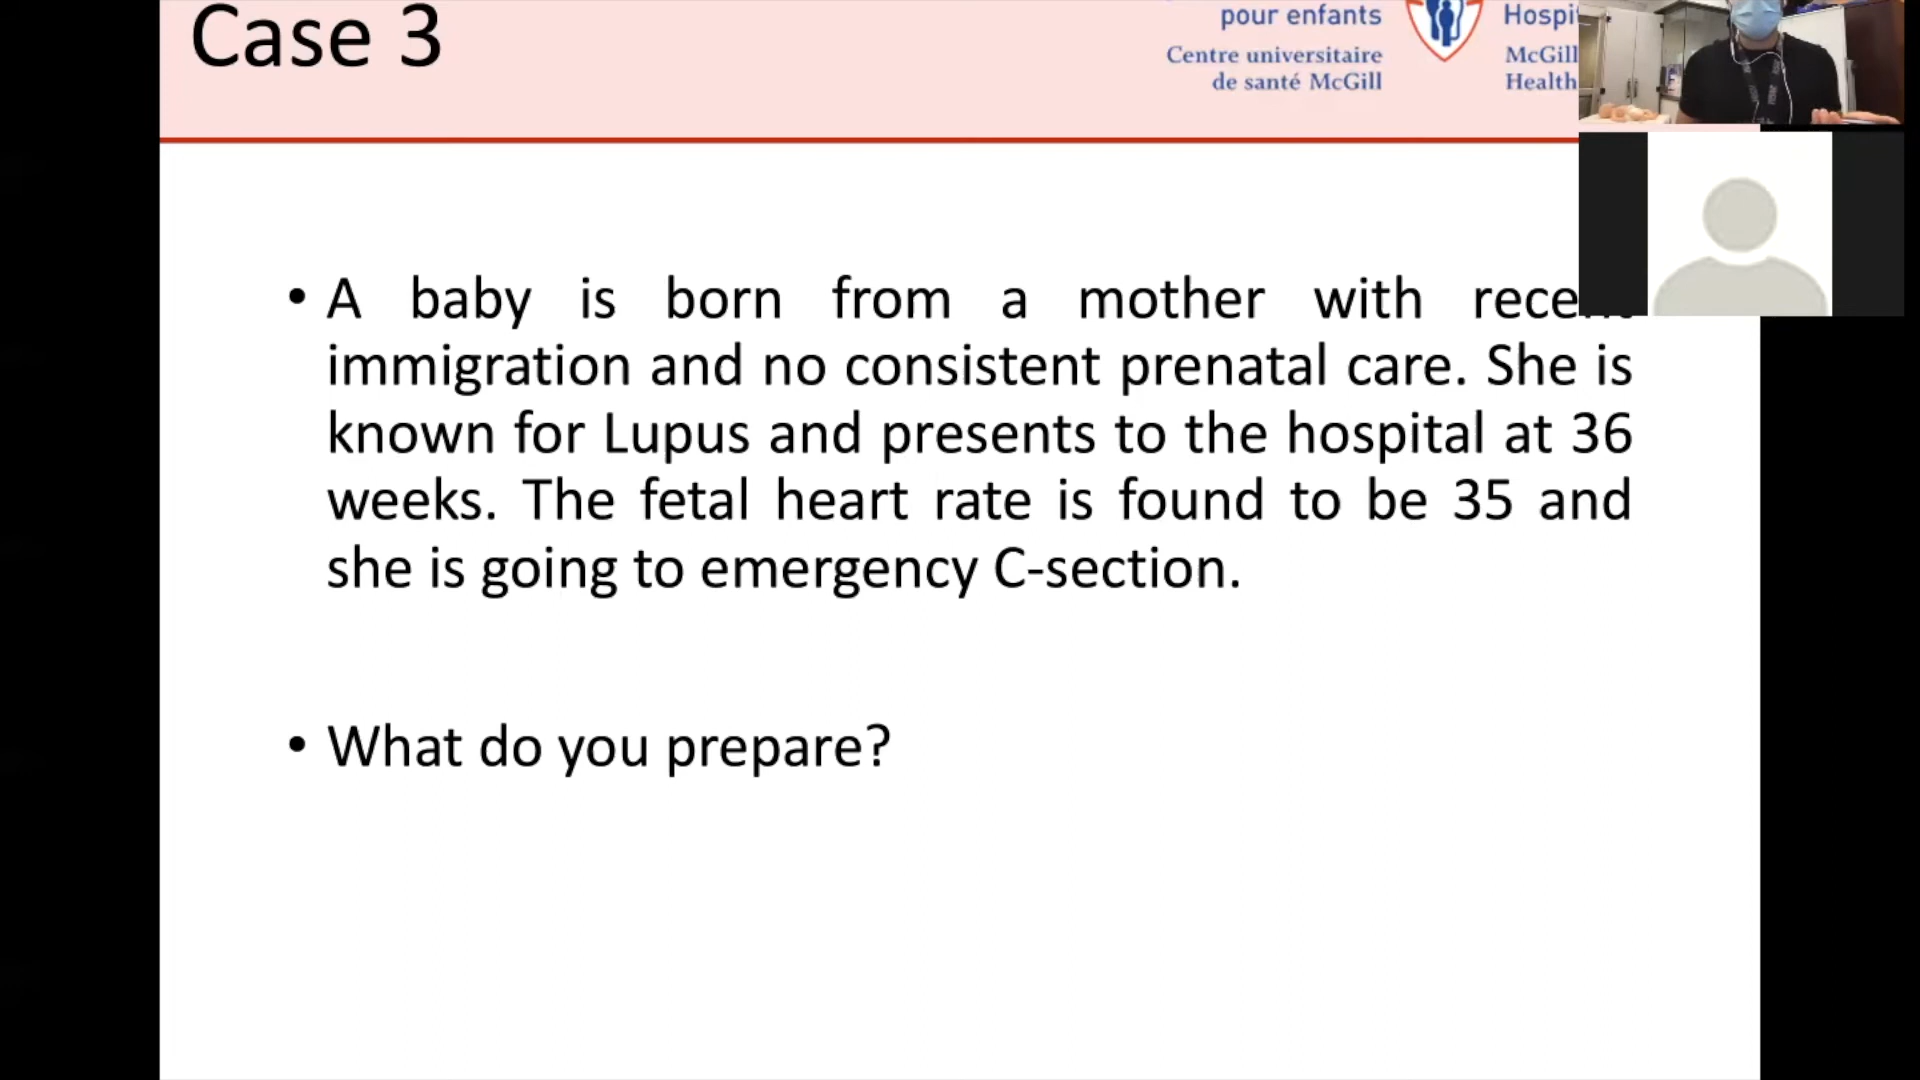 Case 3
pour enfants
Centre universitaire
de santé McGill
McGill
Health
A baby is born from a mother with
immigration and no consistent prenatal care. She is
known for Lupus and presents to the hospital at 36
weeks. The fetal heart rate is found to be 35 and
she is going to emergency C-section.
What do you prepare?